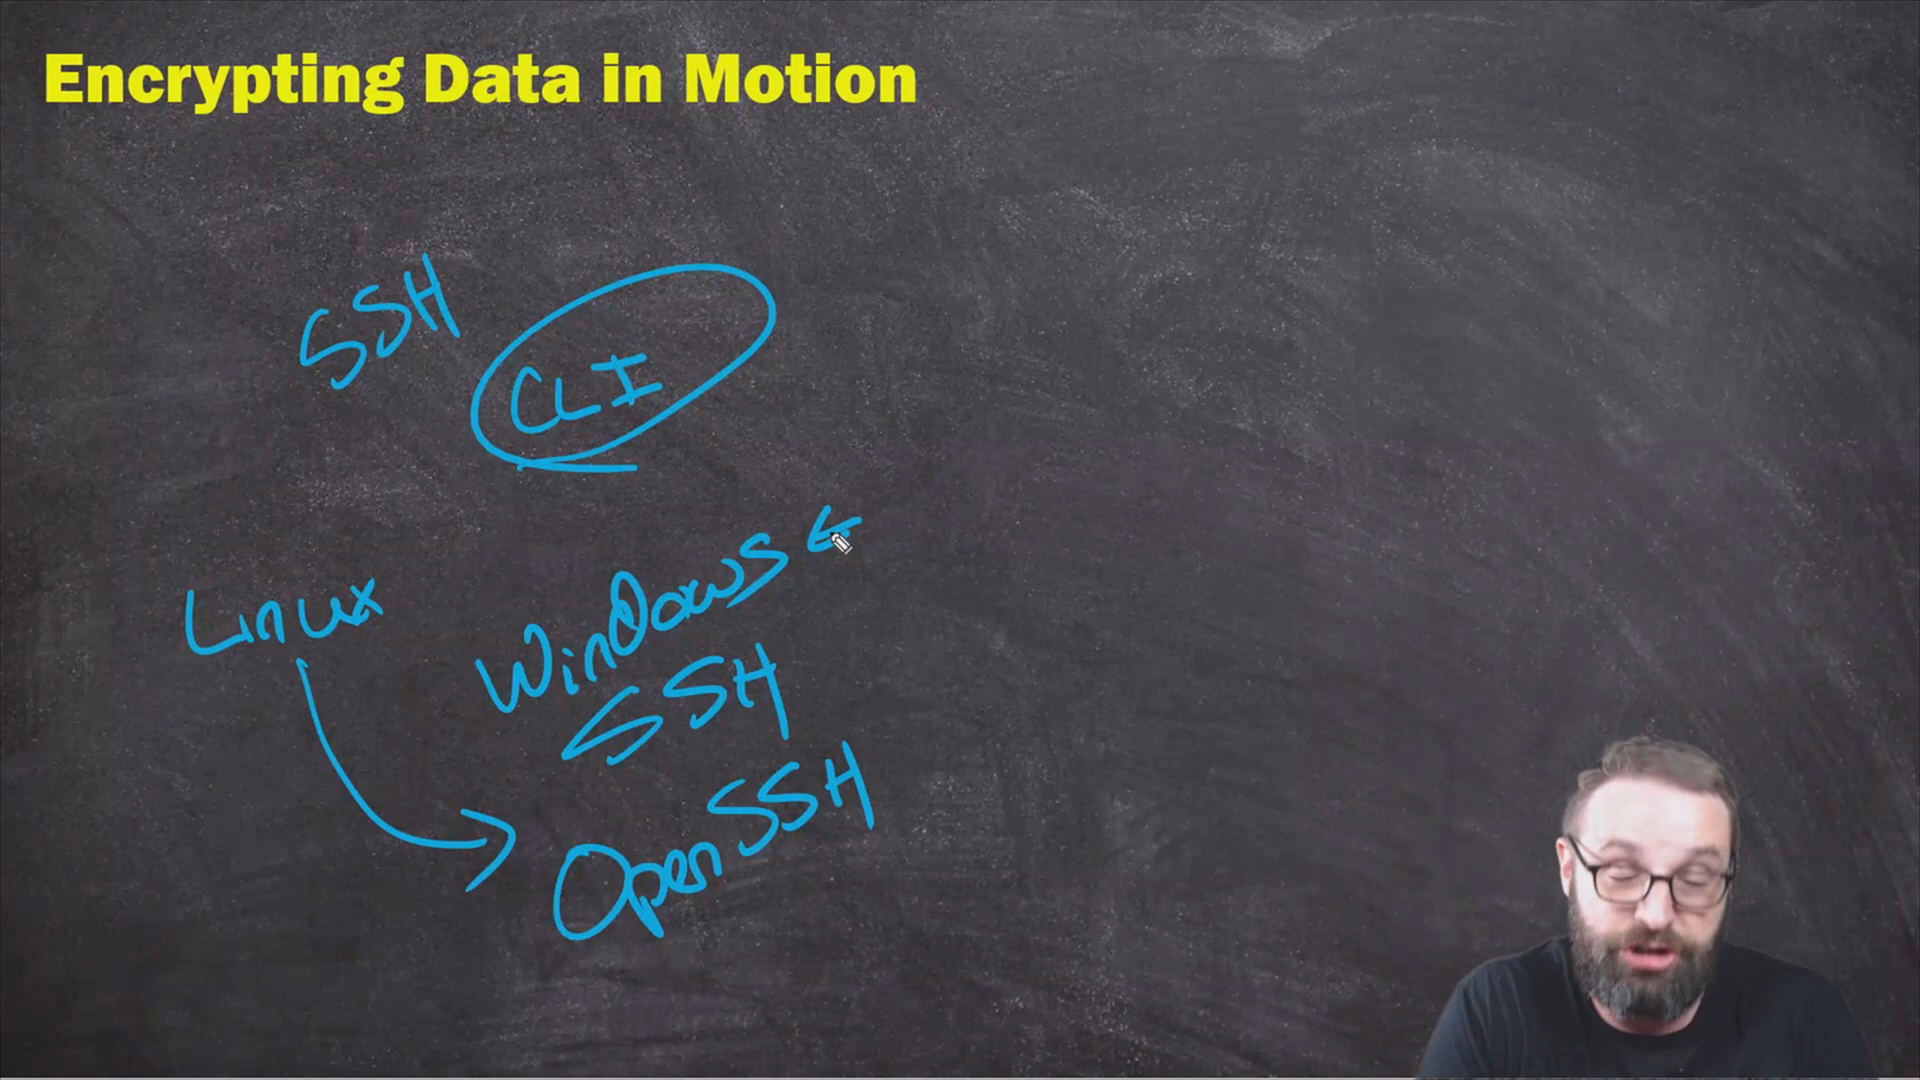 Encrypting Data in Motion
SSH
CLI
Linux
Windows
SSH
OpenSSH